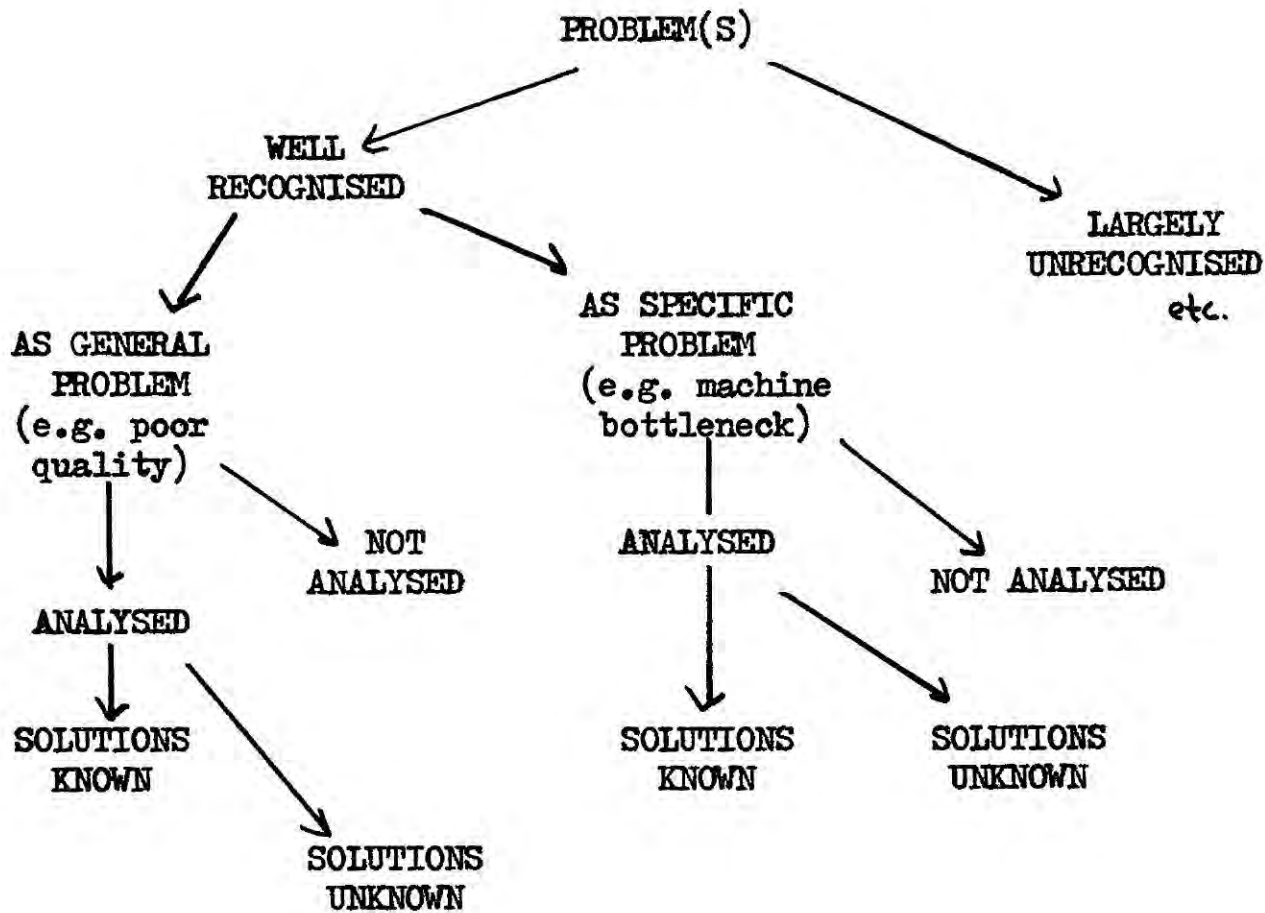 PROBLEM(S)
WELL
RECOGNISED
LARGELY
UNRECOGNISED
etc.
AS GENERAL
PROBLEM
(e.g. poor
quality)
AS SPECIFIC
PROBLEM
(e.g. machine
bottleneck)
NOT
ANALYSED
ANALYSED
NOT ANALYSED
ANALYSED
SOLUTIONS
KNOWN
SOLUTIONS
UNKNOWN
SOLUTIONS
KNOWN
SOLUTIONS
UNKNOWN